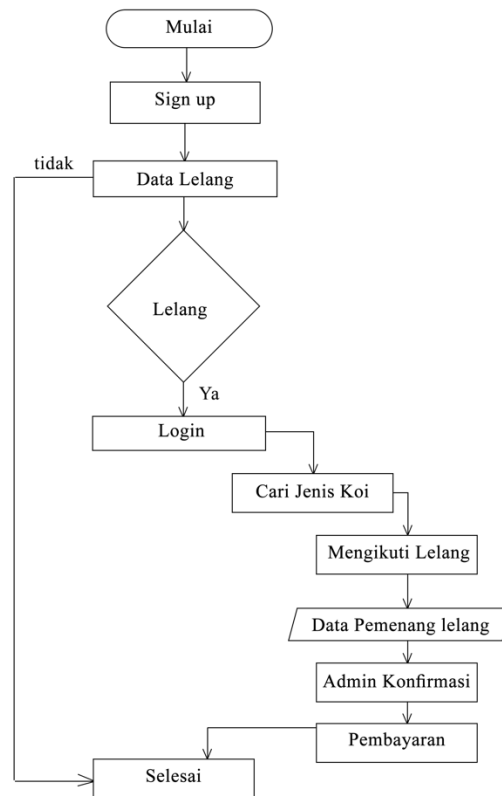 Mulai
Sign up
tidak
Data Lelang
Lelang
Ya
Login
Cari Jenis Koi
Mengikuti Lelang
Data Pemenang lelang
Admin Konfirmasi
Pembayaran
Selesai